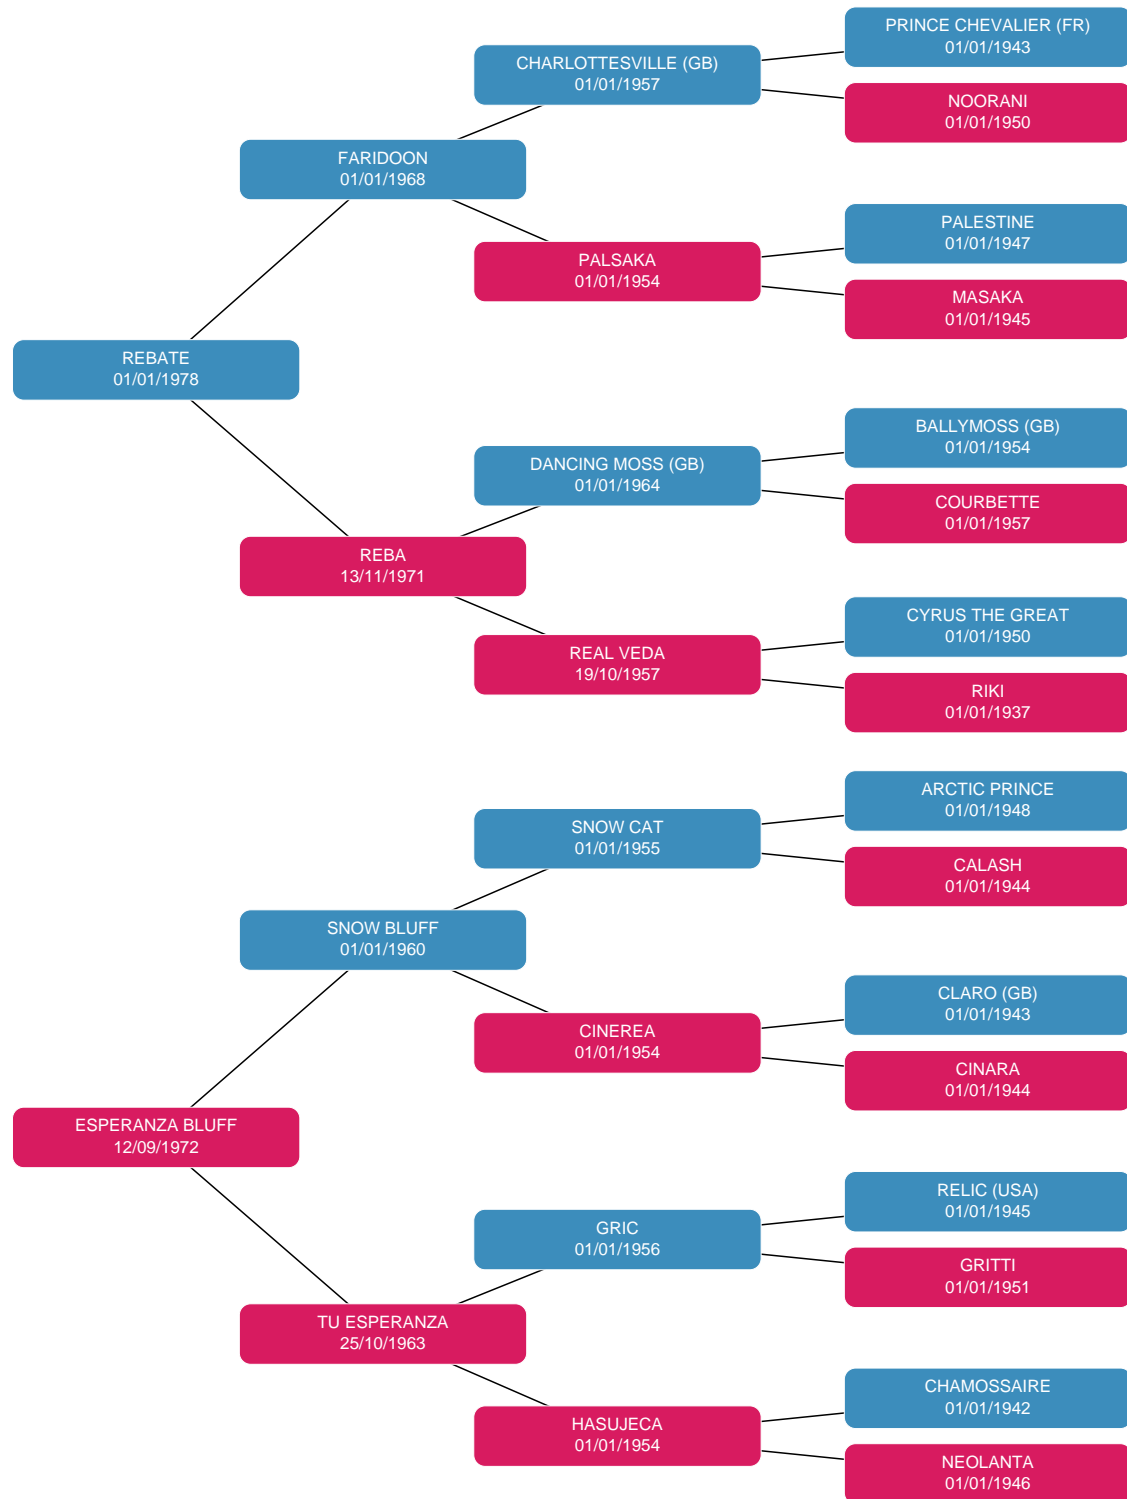 PRINCE CHEVALIER (FR)
01/01/1943
CHARLOTTESVILLE (GB)
01/01/1957
NOORANI
01/01/1950
FARIDOON
01/01/1968
PALESTINE
01/01/1947
PALSAKA
01/01/1954
MASAKA
01/01/1945
REBATE
01/01/1978
BALLYMOSS (GB)
01/01/1954
DANCING MOSS (GB)
01/01/1964
COURBETTE
01/01/1957
REBA
13/11/1971
CYRUS THE GREAT
01/01/1950
REAL VEDA
19/10/1957
RIKI
01/01/1937
ARCTIC PRINCE
01/01/1948
SNOW CAT
01/01/1955
CALASH
01/01/1944
SNOW BLUFF
01/01/1960
CLARO (GB)
01/01/1943
CINEREA
01/01/1954
CINARA
01/01/1944
ESPERANZA BLUFF
12/09/1972
RELIC (USA)
01/01/1945
GRIC
01/01/1956
GRITTI
01/01/1951
TU ESPERANZA
25/10/1963
CHAMOSSAIRE
01/01/1942
HASUJECA
01/01/1954
NEOLANTA
01/01/1946